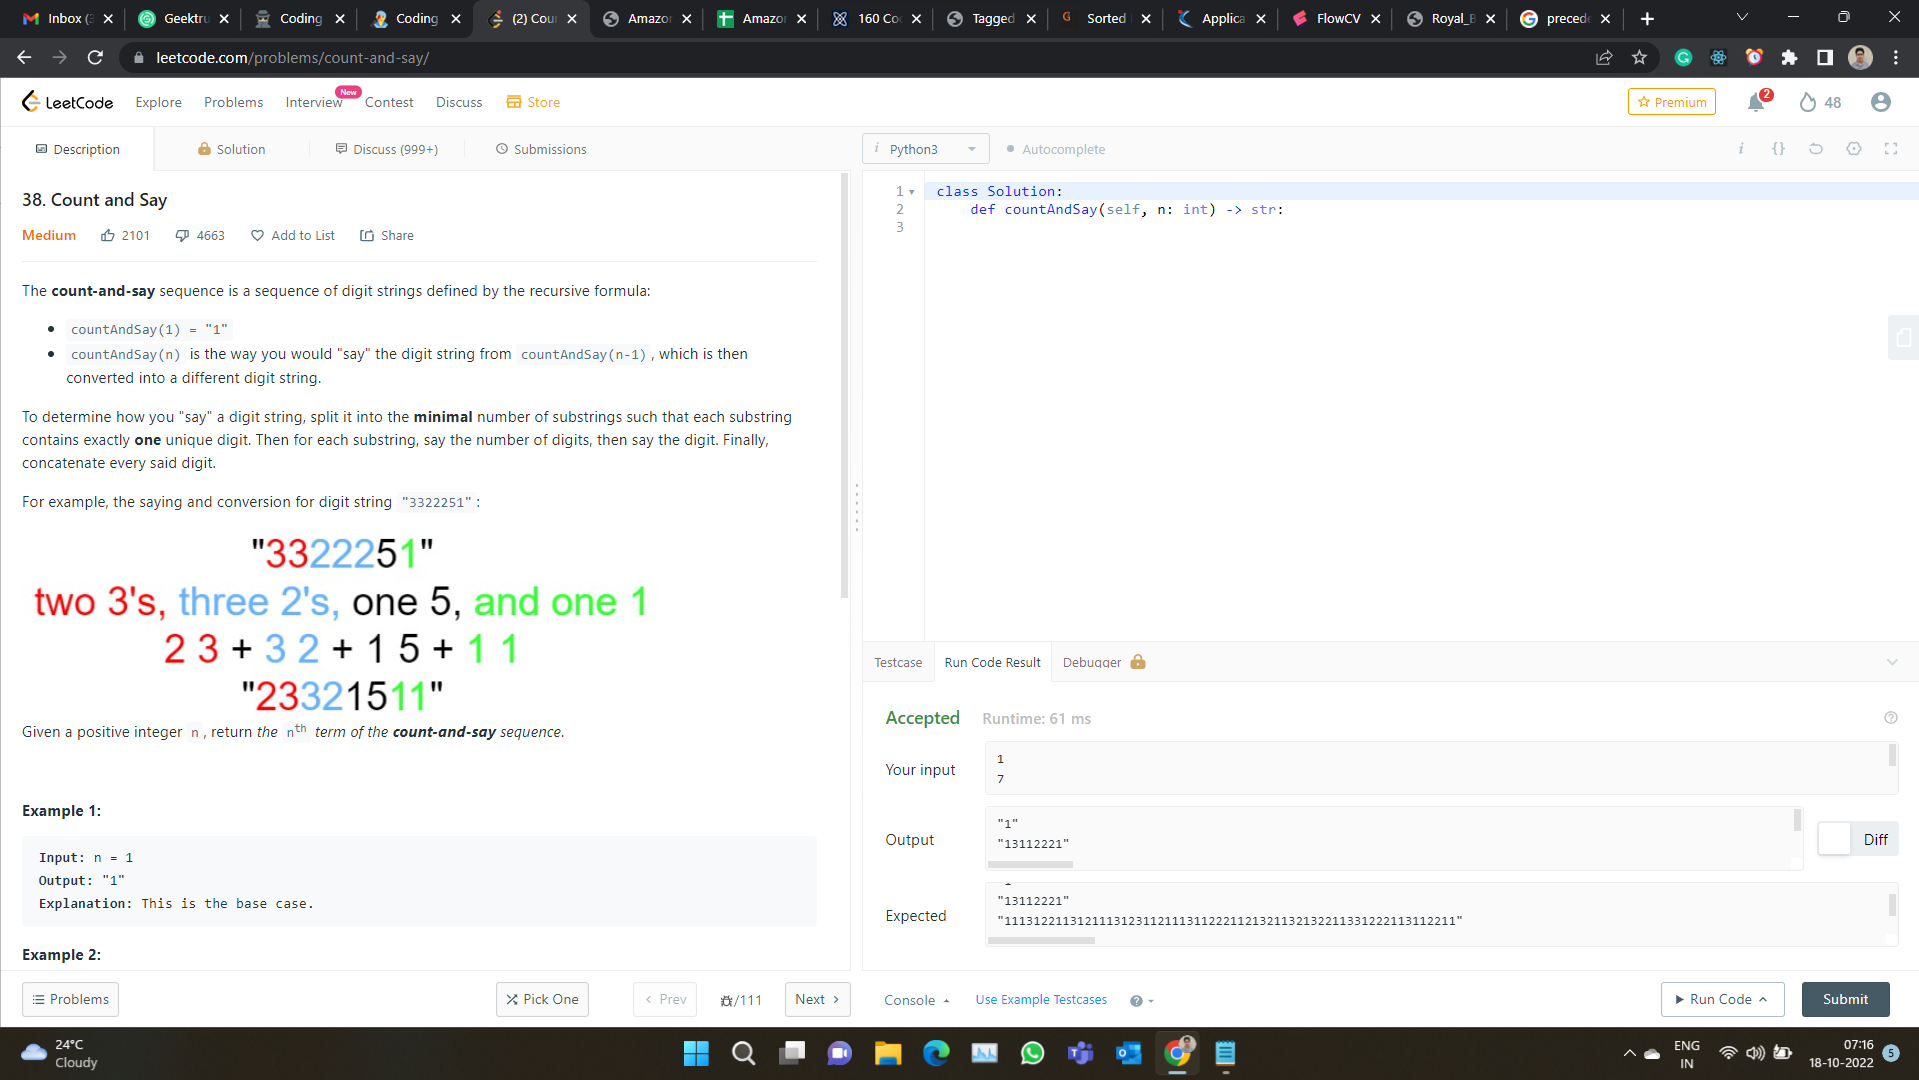 Inbox (3
Geektru
Coding
Coding
(2) Cou
Amazo
Amazo
160 Co
Tagged
Sorted
Applica
FlowCV
Royal_B
precede
leetcode.com/problems/count-and-say/
LeetCode
Explore
Problems
Interview
New
Contest
Discuss
Store
Premium
2
48
Description
Solution
Discuss (999+)
Submissions
Python3
Autocomplete
38. Count and Say
Medium
2101
4663
Add to List
Share
The count-and-say sequence is a sequence of digit strings defined by the recursive formula:
countAndSay(1) = "1"
countAndSay(n) is the way you would "say" the digit string from countAndSay(n-1), which is then
converted into a different digit string.
To determine how you "say" a digit string, split it into the minimal number of substrings such that each substring
contains exactly one unique digit. Then for each substring, say the number of digits, then say the digit. Finally,
concatenate every said digit.
For example, the saying and conversion for digit string "3322251":
"3322251"
two 3's, three 2's, one 5, and one 1
2 3 + 3 2 + 1 5 + 1 1
"23321511"
Given a positive integer n, return the nth term of the count-and-say sequence.
Example 1:
Input: n = 1
Output: "1"
Explanation: This is the base case.
Example 2:
Problems
Pick One
Prev
/111
Next
1 class Solution:
2 def countAndSay(self, n: int) -> str:
3
Testcase
Run Code Result
Debugger
Accepted
Runtime: 61 ms
Your input
1
7
Output
"1"
"13112221"
Diff
Expected
"13112221"
Console
Use Example Testcases
Run Code
Submit
24°C
Cloudy
ENG
IN
07:16
18-10-2022
5